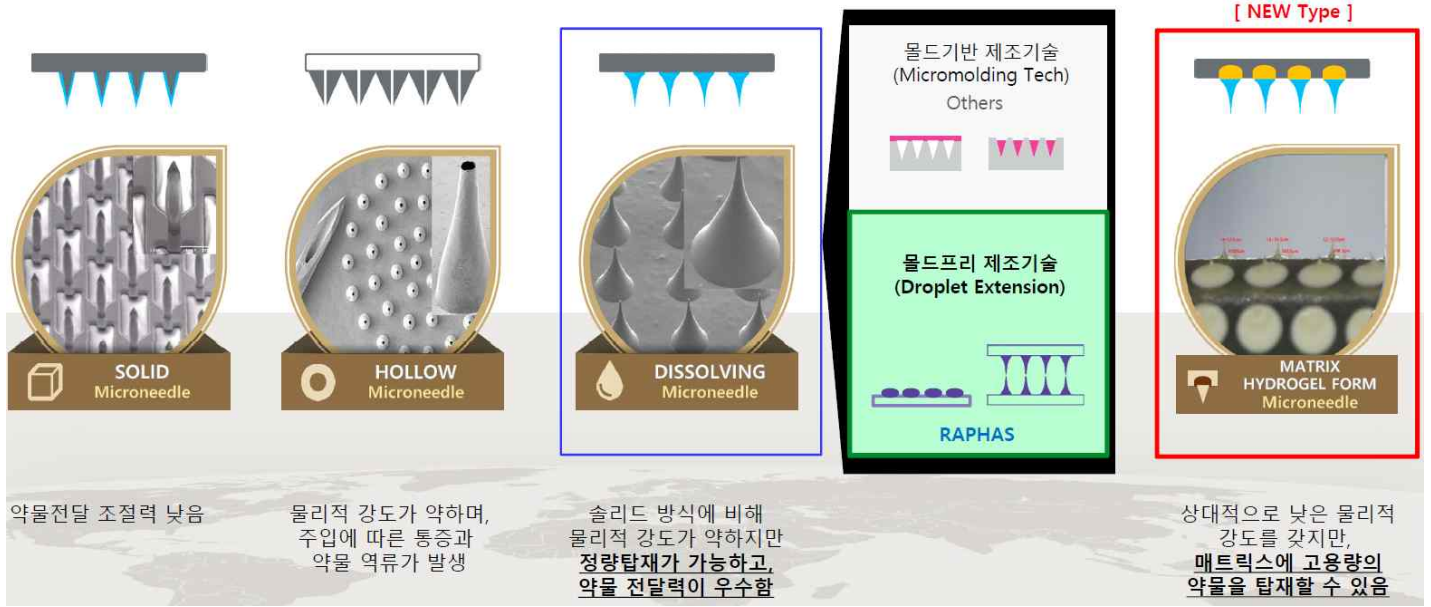 [ NEW Type ]
몰드기반 제조기술
(Micromolding Tech)
Others
몰드프리 제조기술
(Droplet Extension)
RAPHAS
SOLID
Microneedle
HOLLOW
Microneedle
DISSOLVING
Microneedle
MATRIX
HYDROGEL FORM
Microneedle
약물전달 조절력 낮음
물리적 강도가 약하며,
주입에 따른 통증과
약물 역류가 발생
솔리드 방식에 비해
물리적 강도가 약하지만
정량탑재가 가능하고,
약물 전달력이 우수함
상대적으로 낮은 물리적
강도를 갖지만,
매트릭스에 고용량의
약물을 탑재할 수 있음